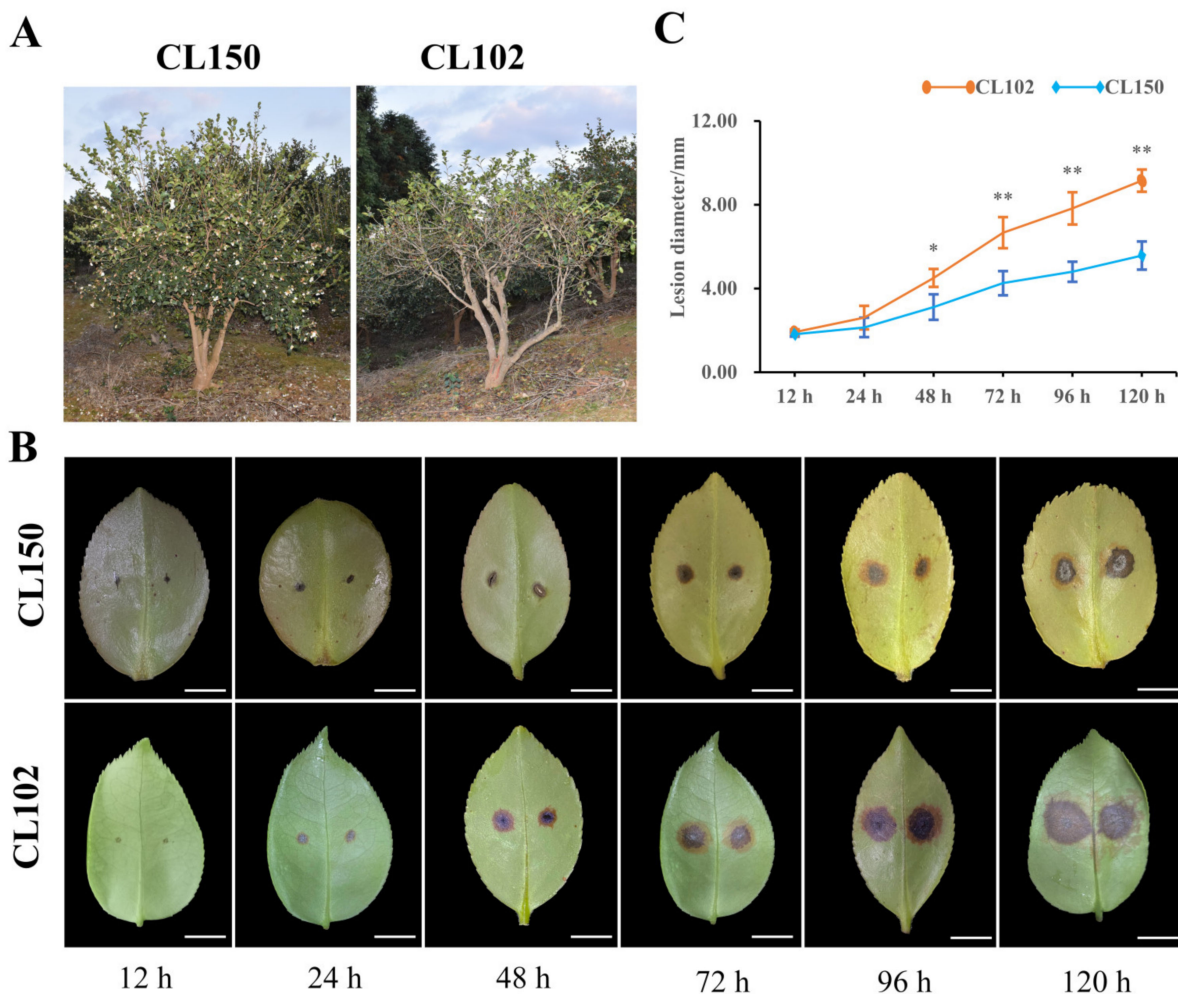 A
CL150 CL102
C
CL102 CL150
Lesion diameter/mm
12.00
8.00
4.00
0.00
*
**
**
**
12 h 24 h 48 h 72 h 96 h 120 h
B
CL150
CL102
12 h 24 h 48 h 72 h 96 h 120 h